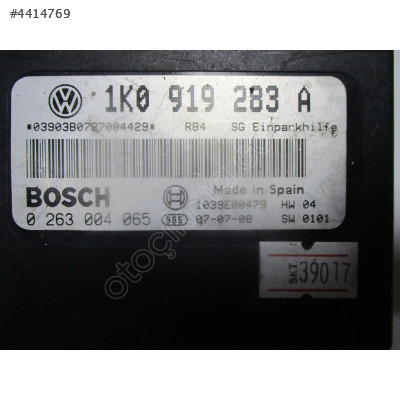 #4414769
1K0 919 283 A
*03903B0727004429* RB4 SG Einparkhilfe
BOSCH Made in Spain
1039E00479 HW 04
0 263 004 065 07-07-08 SW 0101
SKT 39017